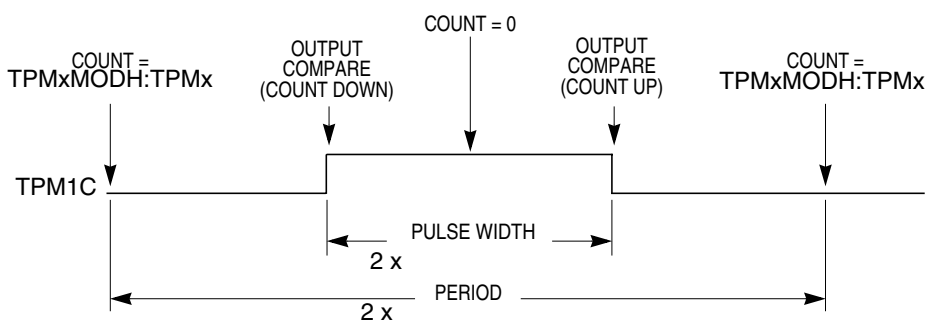 COUNT = 0
COUNT =
TPMxMODH:TPMx
OUTPUT
COMPARE
(COUNT DOWN)
OUTPUT
COMPARE
(COUNT UP)
COUNT =
TPMxMODH:TPMx
TPM1C
PULSE WIDTH
2 x
PERIOD
2 x